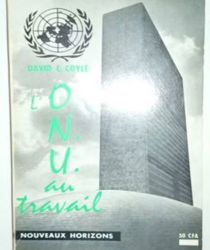 DAVID C. COYLE
L'O.N.U.
au
travail
NOUVEAUX HORIZONS
50 CFA